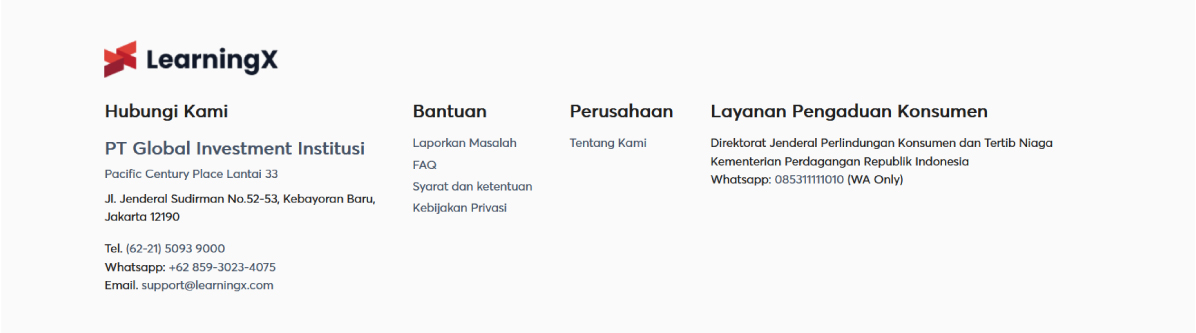 LearningX
Hubungi Kami
PT Global Investment Institusi
Pacific Century Place Lantai 33
Jl. Jenderal Sudirman No.52-53, Kebayoran Baru,
Jakarta 12190
Tel. (62-21) 5093 9000
Whatsapp: +62 859-3023-4075
Email. support@learningx.com
Bantuan
Laporkan Masalah
FAQ
Syarat dan ketentuan
Kebijakan Privasi
Perusahaan
Tentang Kami
Layanan Pengaduan Konsumen
Direktorat Jenderal Perlindungan Konsumen dan Tertib Niaga
Kementerian Perdagangan Republik Indonesia
Whatsapp: 085311111010 (WA Only)